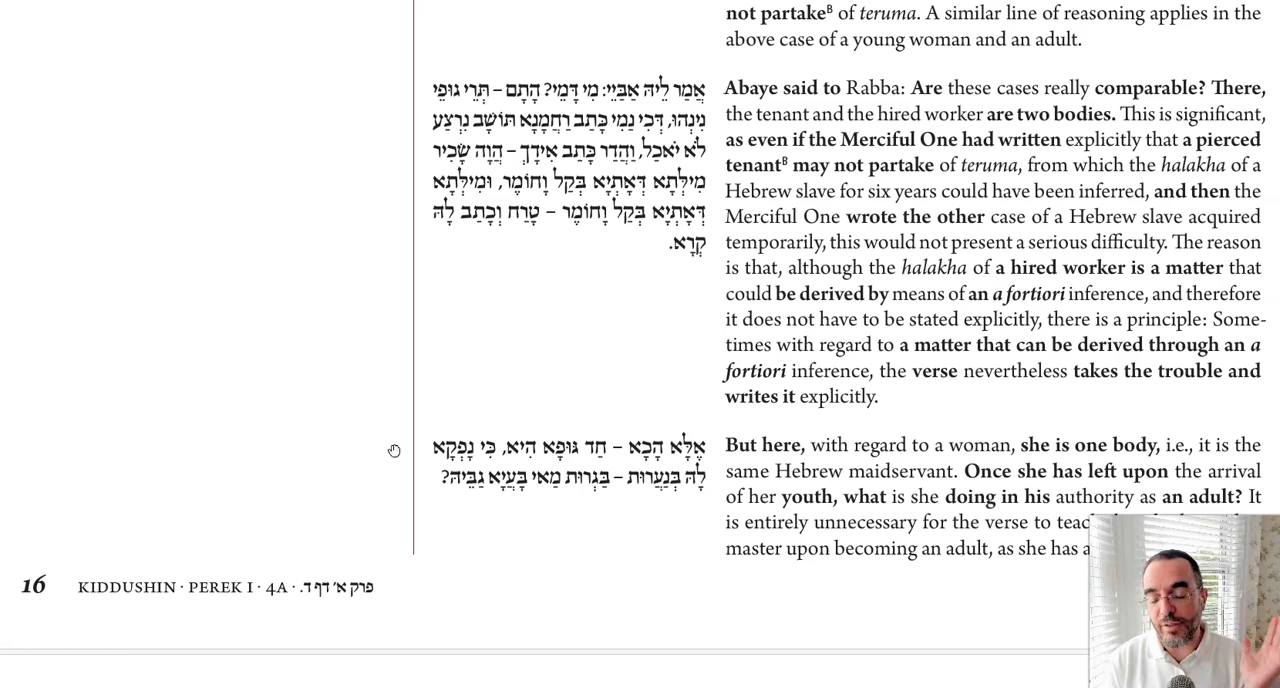 not partakeᴮ of teruma. A similar line of reasoning applies in the
above case of a young woman and an adult.
אֲמַר לֵיהּ אַבַּיֵי: מִי דָּמֵי? הָתָם – תְּרֵי גּוּפֵי
נִינְהוּ, דְּכִי נַמִי כָּתַב רַחֲמָנָא תּוֹשָׁב נִרְצַע
לֹא יֹאכַל, וַהֲדַר כָּתַב אִידַךְ – הֲוָה שָׂכִיר
מִילְּתָא דְּאָתְיָא בְּקַל וָחוֹמֶר, וּמִילְּתָא
דְּאָתְיָא בְּקַל וָחוֹמֶר – טָרַח וְכָתַב לָהּ
קְרָא.
Abaye said to Rabba: Are these cases really comparable? There,
the tenant and the hired worker are two bodies. This is significant,
as even if the Merciful One had written explicitly that a pierced
tenantᴮ may not partake of teruma, from which the halakha of a
Hebrew slave for six years could have been inferred, and then the
Merciful One wrote the other case of a Hebrew slave acquired
temporarily, this would not present a serious difficulty. The reason
is that, although the halakha of a hired worker is a matter that
could be derived by means of an a fortiori inference, and therefore
it does not have to be stated explicitly, there is a principle: Some-
times with regard to a matter that can be derived through an a
fortiori inference, the verse nevertheless takes the trouble and
writes it explicitly.
אֶלָּא הָכָא – חַד גּוּפָא הִיא, כִּי נָפְקָא
לָהּ בְּנַעֲרוּת – בַּגְרוּת מַאי בָּעֲיָא גַּבֵּיהּ?
But here, with regard to a woman, she is one body, i.e., it is the
same Hebrew maidservant. Once she has left upon the arrival
of her youth, what is she doing in his authority as an adult? It
is entirely unnecessary for the verse to
master upon becoming an adult, as she has
16 KIDDUSHIN · PEREK I · 4A · פרק א׳ דף ד.